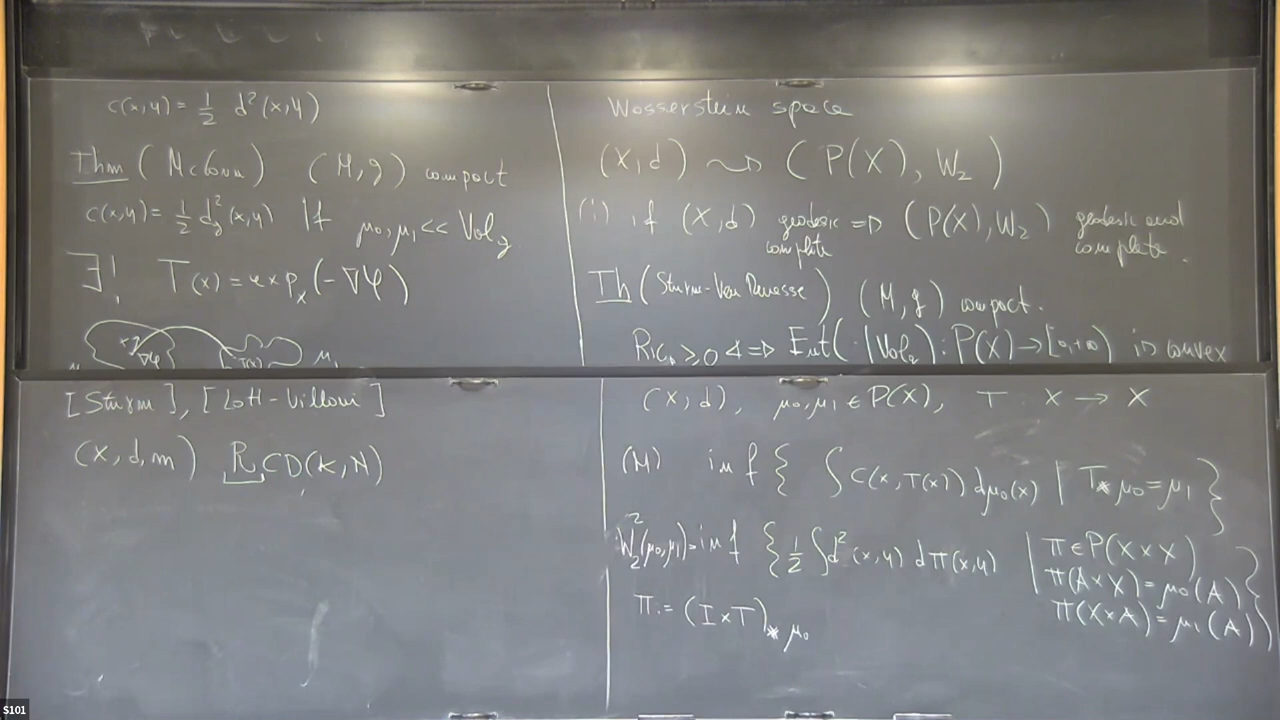 c(x,y) = 1/2 d²(x,y)
Thm (McCann) (M,g) compact
c(x,y) = 1/2 d_g²(x,y) If μ₀,μ₁ << Vol_g
∃! T(x) = exp_x(-∇φ)
x ∇φ T(x) μ₁
Wasserstein space
(X,d) ⇝ (P(X), W₂)
(i) if (X,d) geodesic complete => (P(X),W₂) geodesic and complete.
Th (Sturm-Von Renesse) (M,g) compact.
Ric_g ≥ 0 <=> Ent(·|Vol_g) : P(X) → [0,+∞) is convex
[Sturm], [Lott-Villani]
(X,d,m) RCD(K,N)
(X,d), μ₀,μ₁ ∈ P(X), T: X → X
(M) inf { ∫ c(x,T(x)) dμ₀(x) | T_* μ₀ = μ₁ }
W₂²(μ₀,μ₁) = inf { 1/2 ∫ d²(x,y) dπ(x,y) | π ∈ P(X×X)
π(A×X) = μ₀(A)
π(X×A) = μ₁(A) }
π := (I×T)_* μ₀
S101